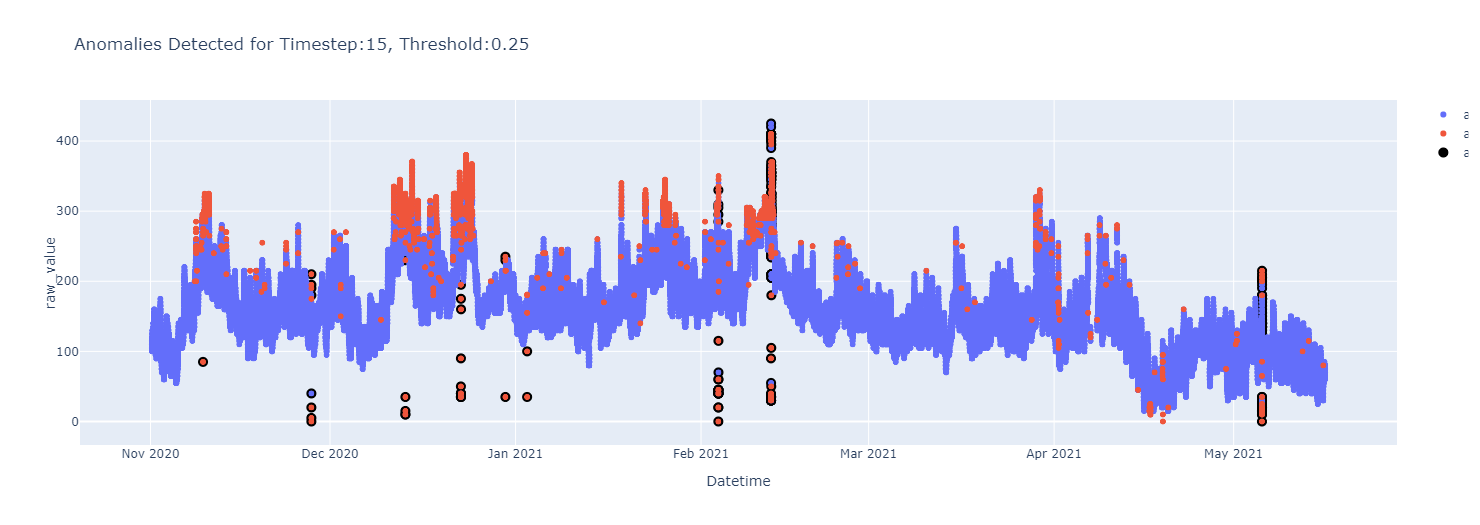 Anomalies Detected for Timestep:15, Threshold:0.25
raw_value
400
300
200
100
0
Nov 2020
Dec 2020
Jan 2021
Feb 2021
Mar 2021
Apr 2021
May 2021
Datetime
a
a
a